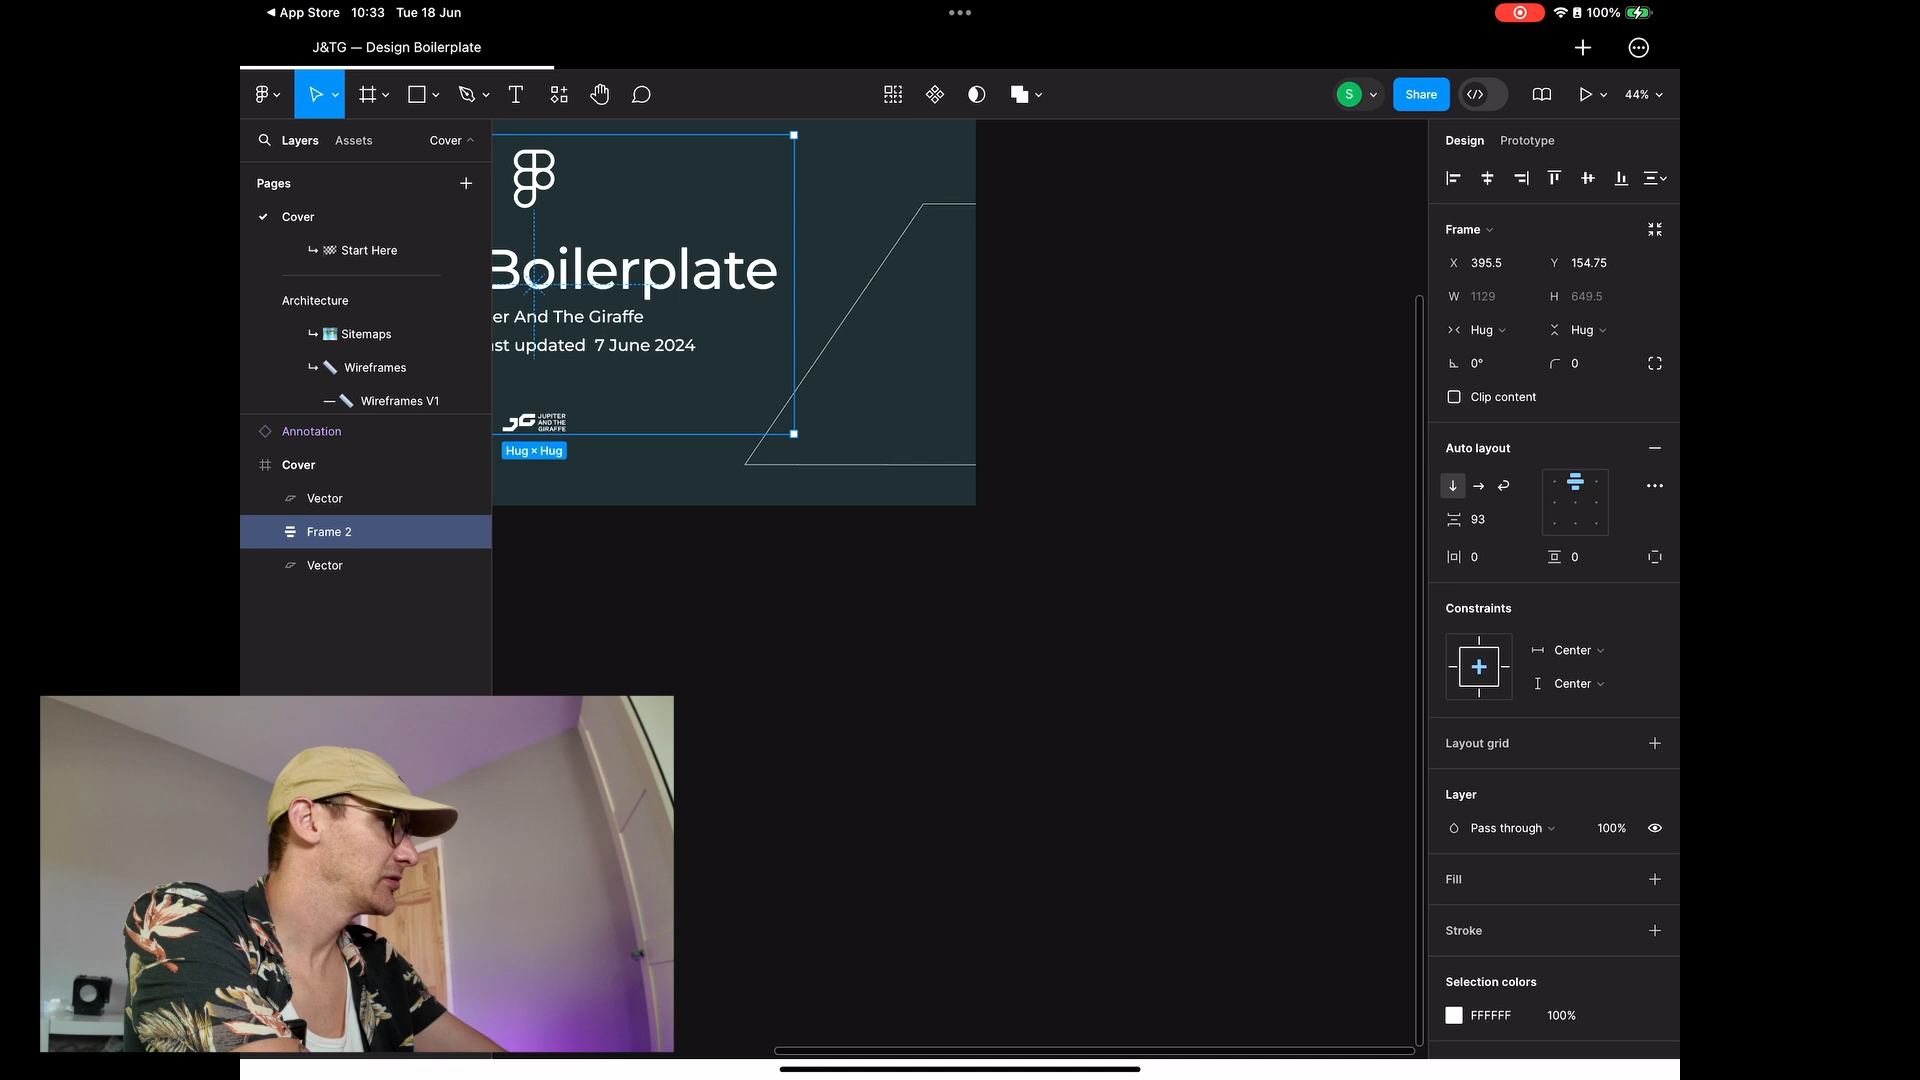 ◀ App Store 10:33 Tue 18 Jun
100%
J&TG — Design Boilerplate
S
Share
44%
Layers Assets Cover
Pages
Cover
↳ 🏁 Start Here
Architecture
↳ 🗺️ Sitemaps
↳ 📏 Wireframes
— 📏 Wireframes V1
Annotation
Cover
Vector
Frame 2
Vector
Boilerplate
er And The Giraffe
st updated 7 June 2024
JG JUPITER
AND THE
GIRAFFE
Hug × Hug
Design Prototype
Frame
X 395.5 Y 154.75
W 1129 H 649.5
Hug Hug
0° 0
Clip content
Auto layout
93
0 0
Constraints
Center
Center
Layout grid
Layer
Pass through 100%
Fill
Stroke
Selection colors
FFFFFF 100%